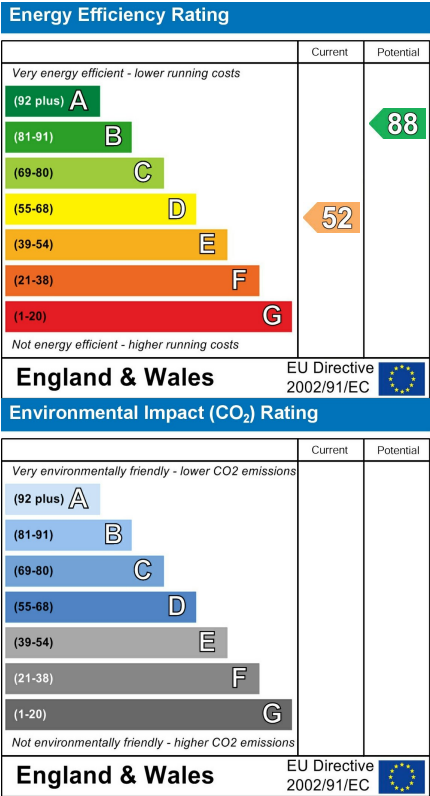 Energy Efficiency Rating
Current Potential
Very energy efficient - lower running costs
(92 plus) A
(81-91) B
88
(69-80) C
(55-68) D
52
(39-54) E
(21-38) F
(1-20) G
Not energy efficient - higher running costs
England & Wales
EU Directive
2002/91/EC
Environmental Impact (CO₂) Rating
Current Potential
Very environmentally friendly - lower CO2 emissions
(92 plus) A
(81-91) B
(69-80) C
(55-68) D
(39-54) E
(21-38) F
(1-20) G
Not environmentally friendly - higher CO2 emissions
England & Wales
EU Directive
2002/91/EC